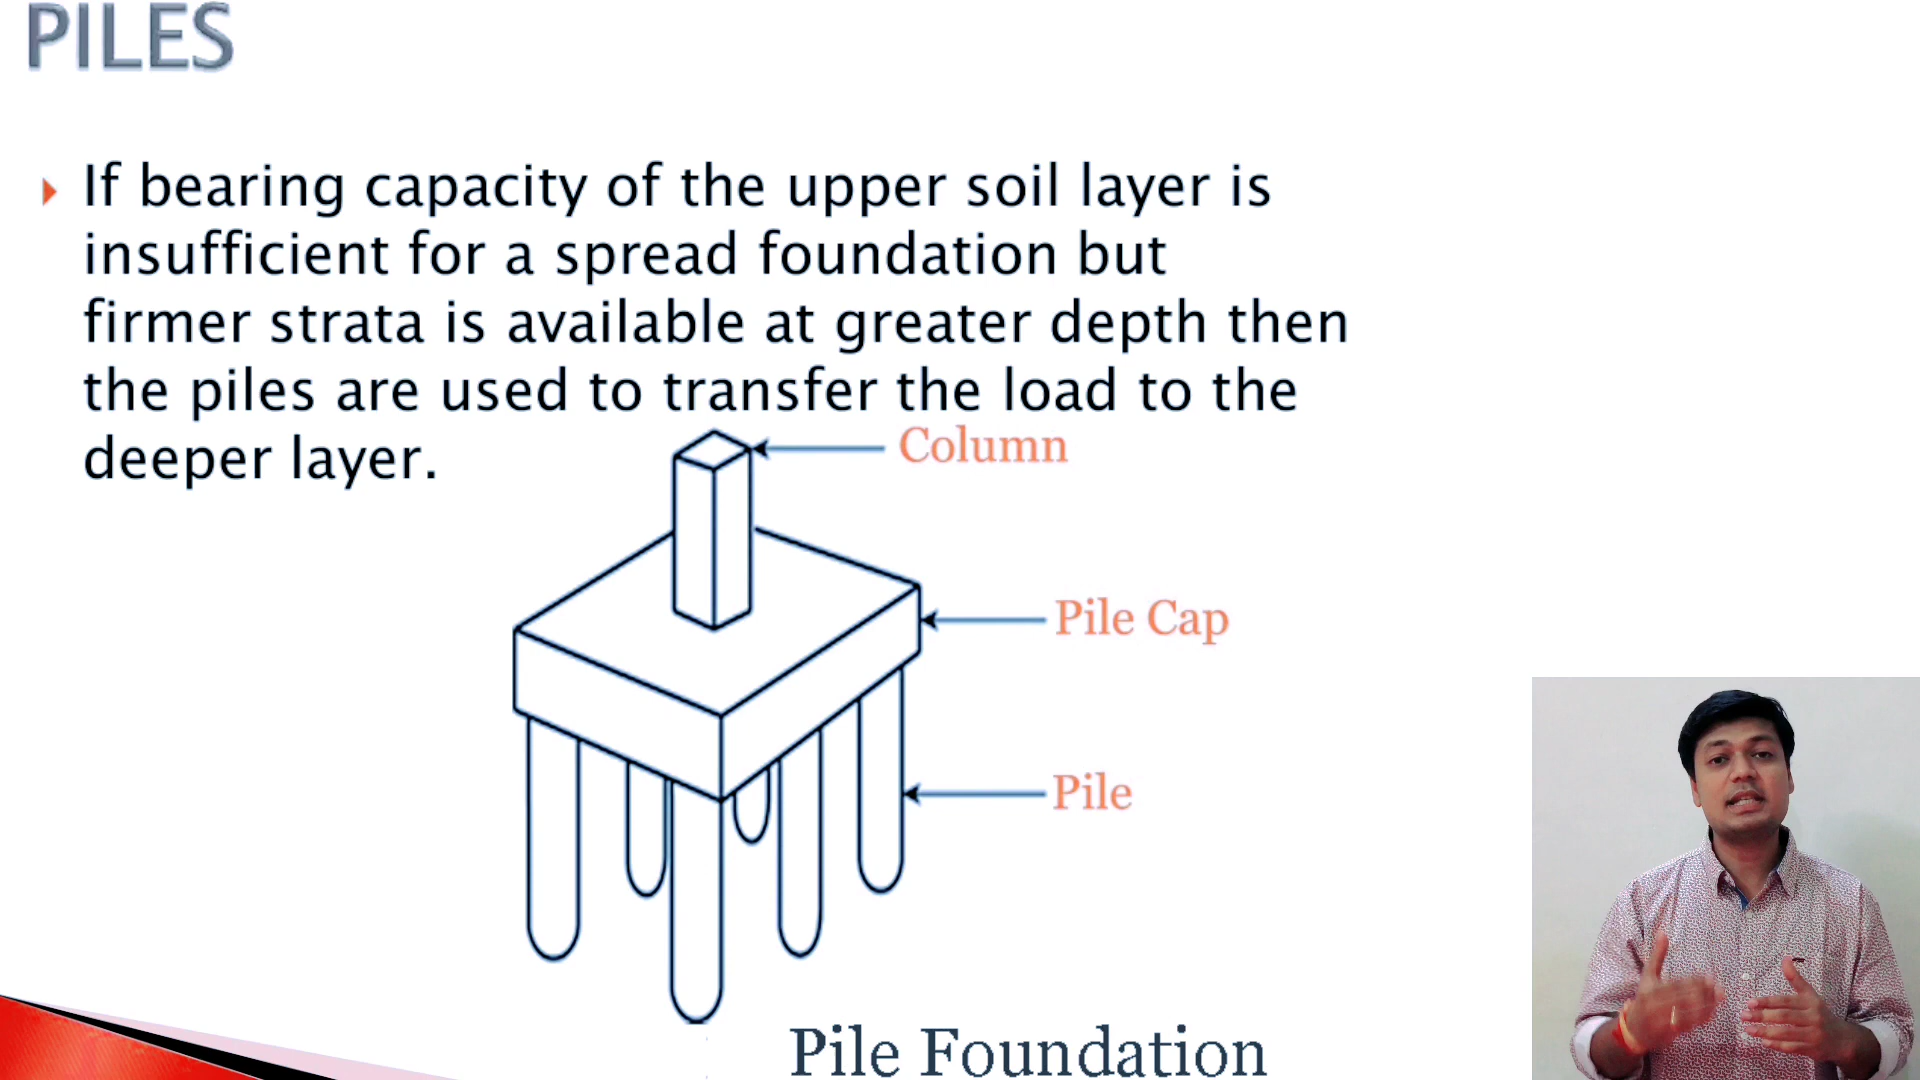 PILES
If bearing capacity of the upper soil layer is
insufficient for a spread foundation but
firmer strata is available at greater depth then
the piles are used to transfer the load to the
deeper layer.
Column
Pile Cap
Pile
Pile Foundation